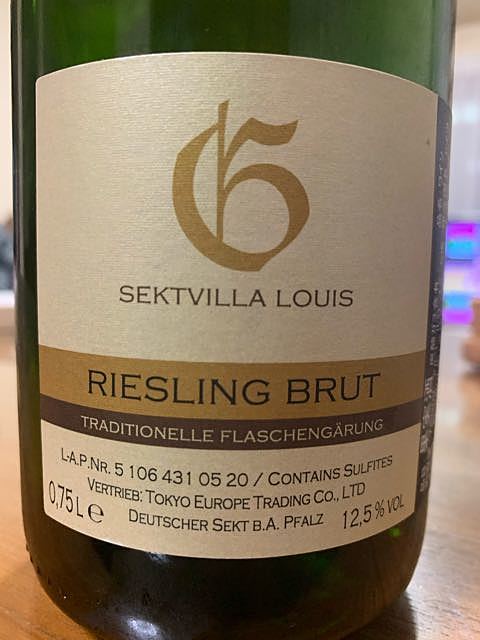 G
SEKTVILLA LOUIS
RIESLING BRUT
TRADITIONELLE FLASCHENGÄRUNG
L-A.P.NR. 5 106 431 05 20 / CONTAINS SULFITES
VERTRIEB: TOKYO EUROPE TRADING CO., LTD
0,75 L e DEUTSCHER SEKT B.A. PFALZ 12,5 % VOL